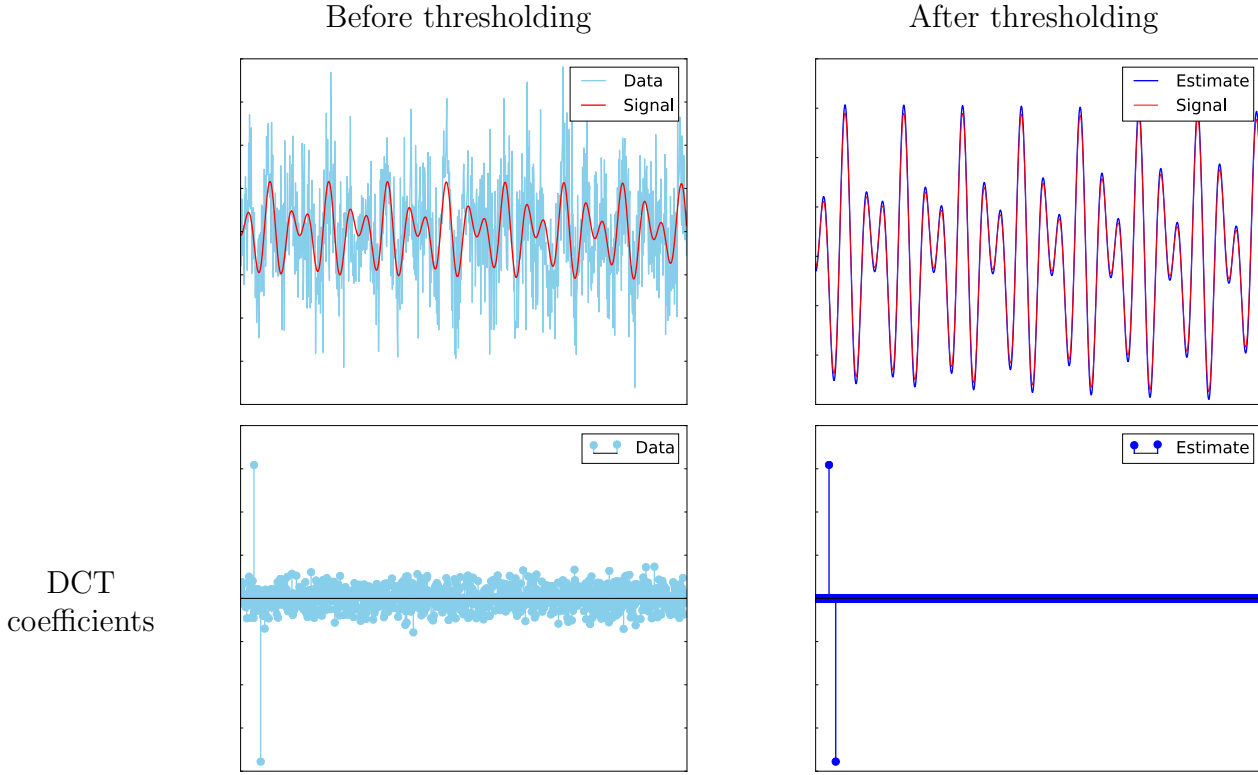 Before thresholding
After thresholding
Data
Signal
Estimate
Signal
Data
Estimate
DCT
coefficients